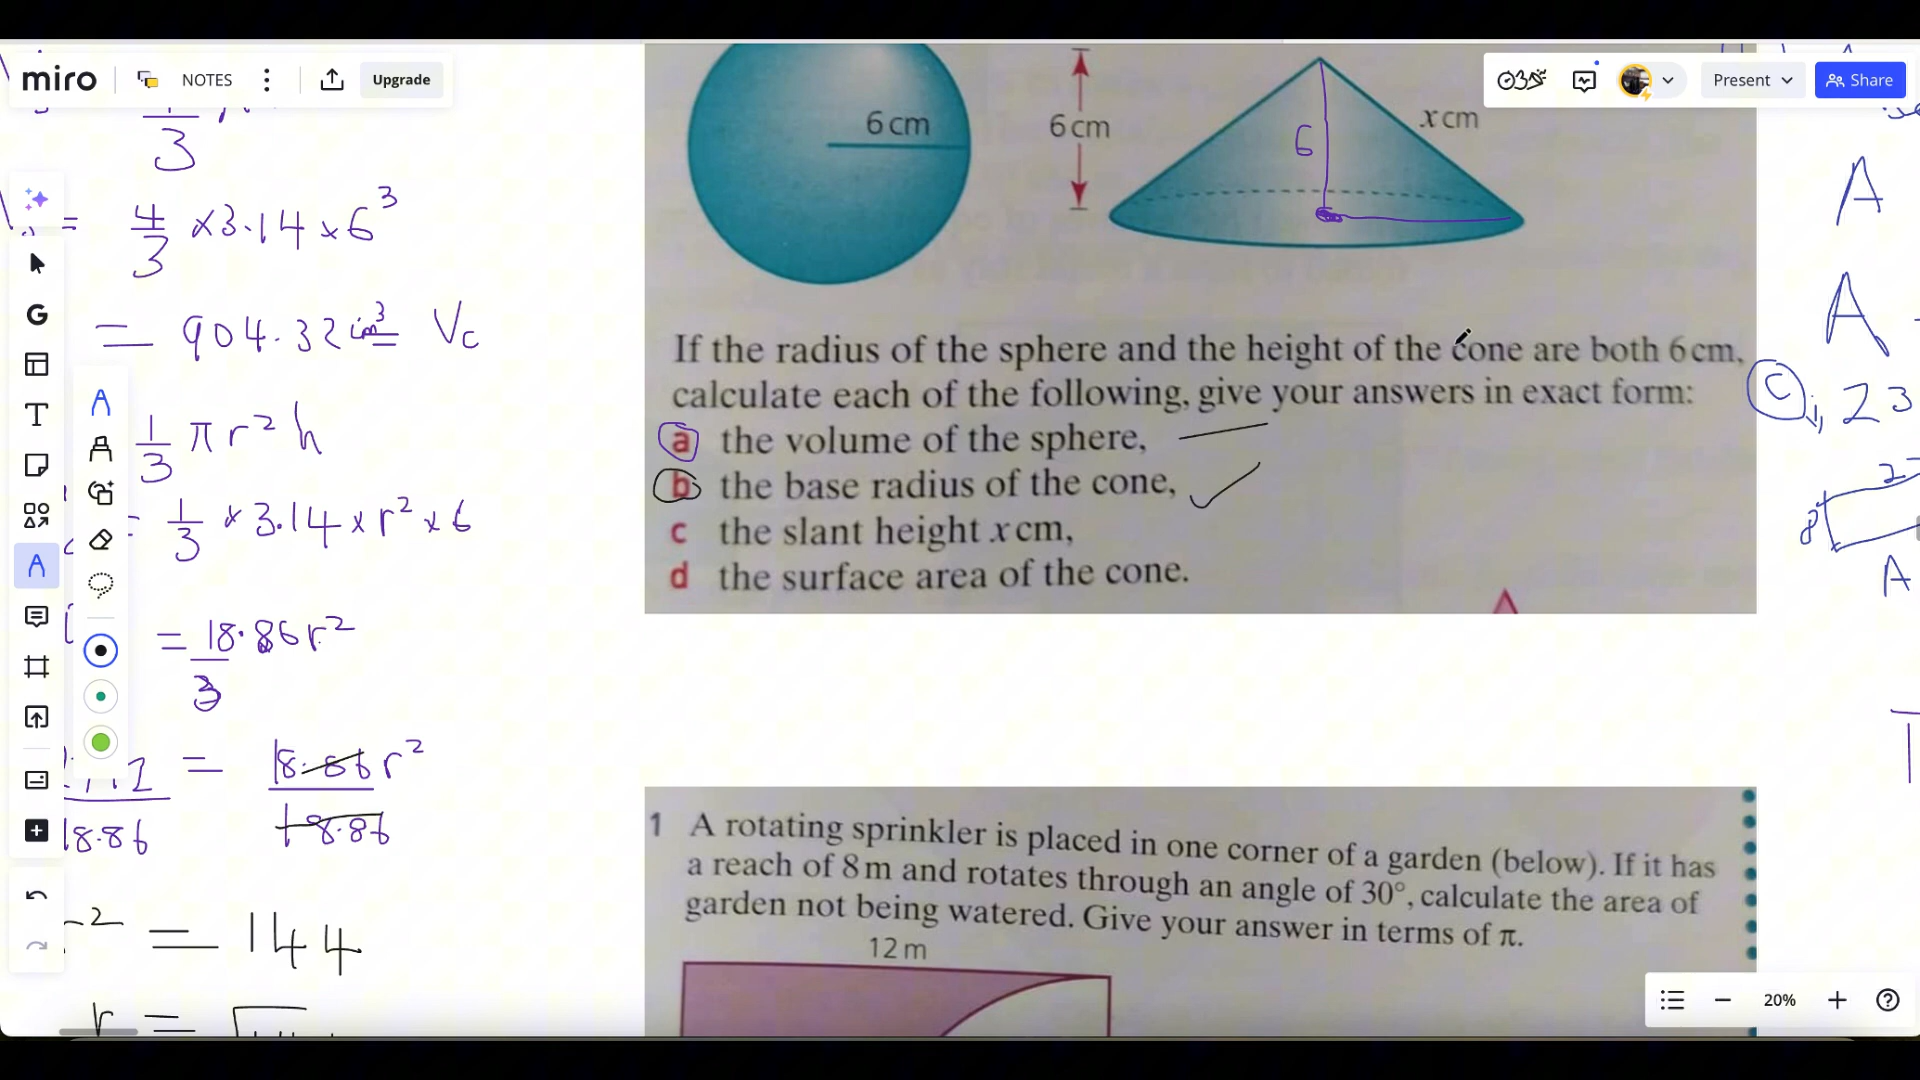 miro
NOTES
Upgrade
Present
Share
3
= 4/3 ×3.14×6³
= 904.32cm³ Vc
1/3 πr²h
= 1/3 × 3.14 × r² × 6
= 18.86r²
3
= 18.86 r²
18.86
18.86
r² = 144
r =
6 cm
6 cm
6
x cm
If the radius of the sphere and the height of the cone are both 6 cm,
calculate each of the following, give your answers in exact form:
a the volume of the sphere,
b the base radius of the cone,
c the slant height x cm,
d the surface area of the cone.
1 A rotating sprinkler is placed in one corner of a garden (below). If it has
a reach of 8 m and rotates through an angle of 30°, calculate the area of
garden not being watered. Give your answer in terms of π.
12 m
A
A
C
23
8
A
20%